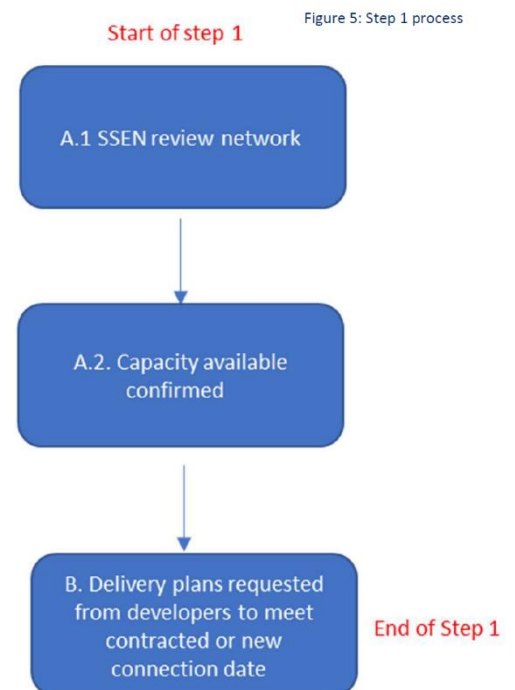 Figure 5: Step 1 process
Start of step 1
A.1 SSEN review network
A.2. Capacity available
confirmed
B. Delivery plans requested
from developers to meet
contracted or new
connection date
End of Step 1